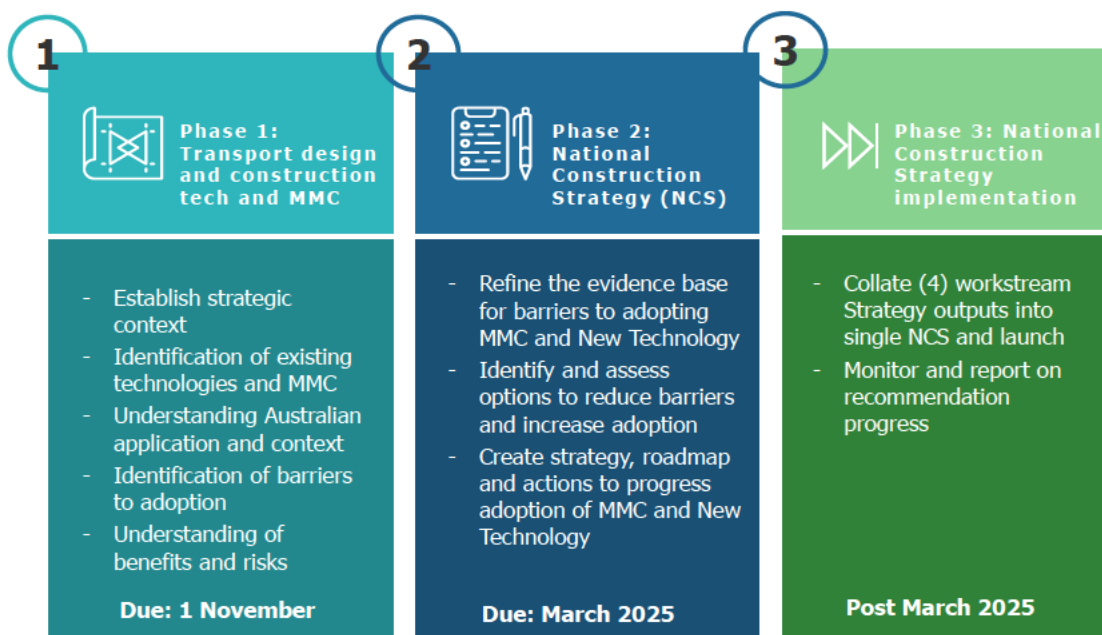 1
Phase 1:
Transport design
and construction
tech and MMC
- Establish strategic
context
- Identification of existing
technologies and MMC
- Understanding Australian
application and context
- Identification of barriers
to adoption
- Understanding of
benefits and risks
Due: 1 November
2
Phase 2:
National
Construction
Strategy (NCS)
- Refine the evidence base
for barriers to adopting
MMC and New Technology
- Identify and assess
options to reduce barriers
and increase adoption
- Create strategy, roadmap
and actions to progress
adoption of MMC and New
Technology
Due: March 2025
3
Phase 3: National
Construction
Strategy
implementation
- Collate (4) workstream
Strategy outputs into
single NCS and launch
- Monitor and report on
recommendation
progress
Post March 2025